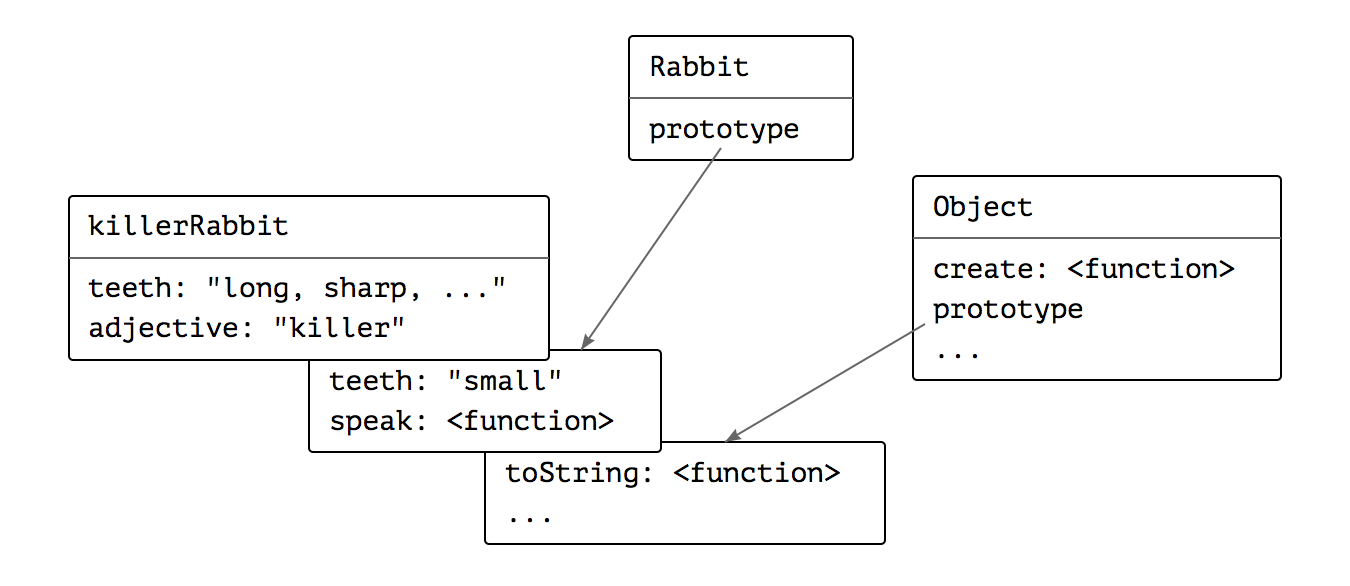 Rabbit
prototype
killerRabbit
teeth: "long, sharp, ..."
adjective: "killer"
Object
create: <function>
prototype
...
teeth: "small"
speak: <function>
toString: <function>
...